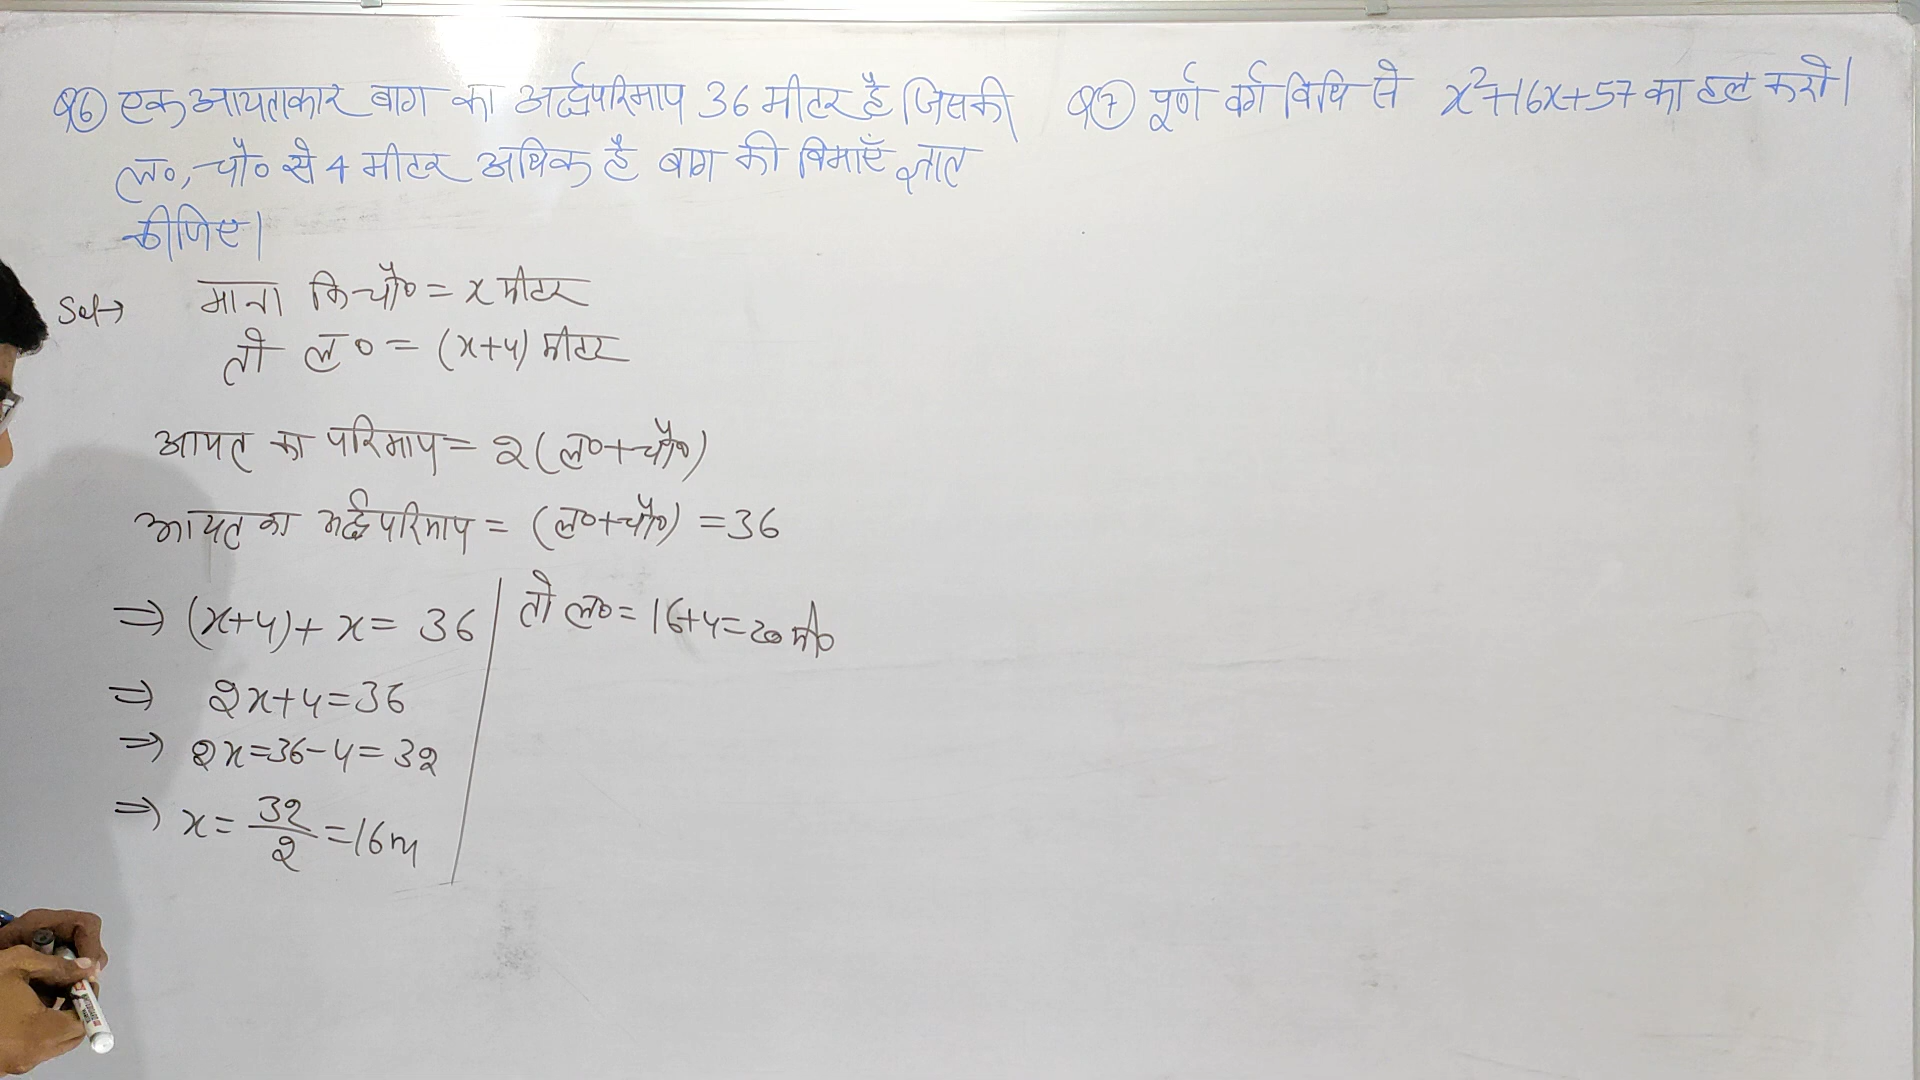 Q6 एक आयताकार बाग का अर्द्धपरिमाप 36 मीटर है जिसकी
ल०, चौ० से 4 मीटर अधिक है बाग की विमाएँ ज्ञात
कीजिए।
Sol→ माना कि चौ० = x मीटर
तो ल० = (x+4) मीटर
आयत का परिमाप = 2(ल०+चौ०)
आयत का अर्द्धपरिमाप = (ल०+चौ०) = 36
⇒ (x+4)+x = 36
⇒ 2x+4=36
⇒ 2x=36-4=32
⇒ x= 32/2 =16m
तो ल०= 16+4=20 मी०
Q7 पूर्ण वर्ग विधि से x²+16x+57 का हल करो।